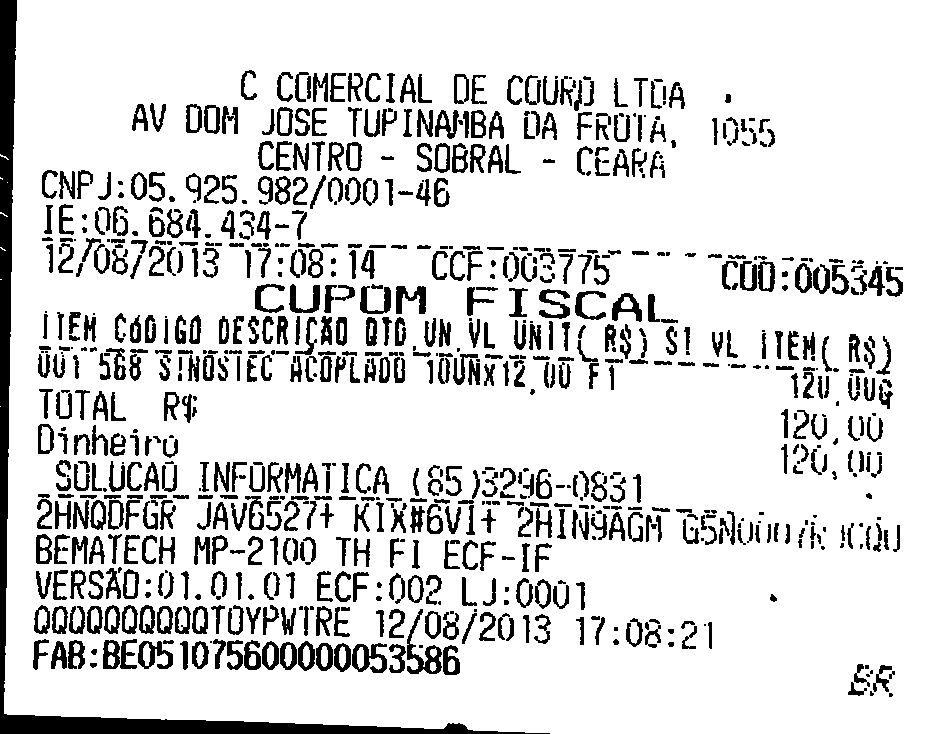 C COMERCIAL DE COURO LTDA
AV DOM JOSE TUPINAMBA DA FROTA, 1055
CENTRO - SOBRAL - CEARA
CNPJ:05.925.982/0001-46
IE:06.684.434-7
12/08/2013 17:08:14 CCF:003775 COO:005345
CUPOM FISCAL
ITEM CÓDIGO DESCRIÇÃO QTD.UN.VL UNIT( R$) ST VL ITEM( R$)
001 568 SINOSTEC ACOPLADO 10UNX12,00 F1 120,00G
TOTAL R$ 120,00
Dinheiro 120,00
SOLUCAO INFORMATICA (85)3296-0831
2HNQDFGR JAV6527+ KIX#6VI+ 2HIN9AGM
BEMATECH MP-2100 TH FI ECF-IF
VERSÃO:01.01.01 ECF:002 LJ:0001
QQQQQQQQQQTOYPWTRE 12/08/2013 17:08:21
FAB:BE051075600000053586
BR